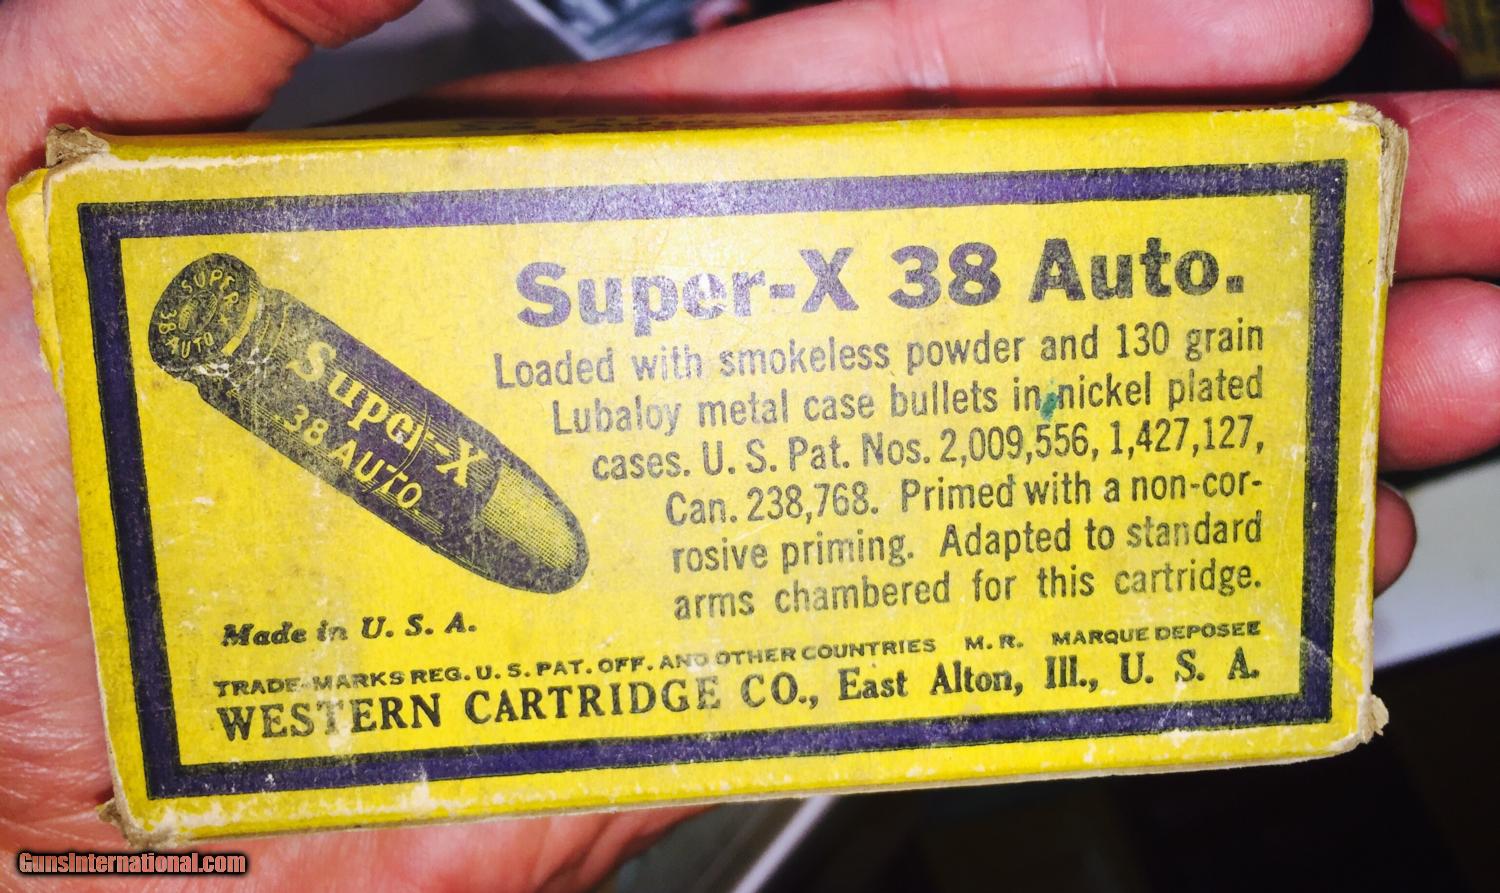 Super-X 38 Auto.
Loaded with smokeless powder and 130 grain
Lubaloy metal case bullets in nickel plated
cases. U. S. Pat. Nos. 2,009,556, 1,427,127,
Can. 238,768. Primed with a non-cor-
rosive priming. Adapted to standard
arms chambered for this cartridge.
SUPER
38 AUTO
Super-X
.38 AUTO
Made in U. S. A.
TRADE-MARKS REG. U. S. PAT. OFF. AND OTHER COUNTRIES M. R. MARQUE DEPOSEE
WESTERN CARTRIDGE CO., East Alton, Ill., U. S. A.
GunsInternational.com